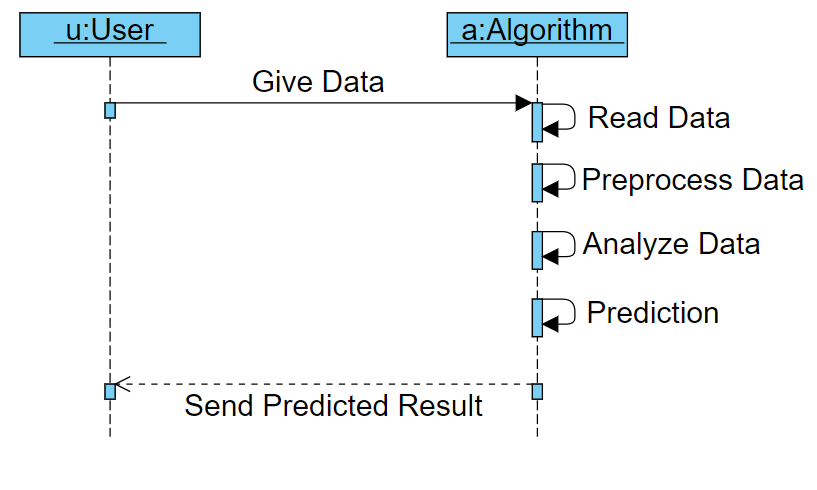 u:User
a:Algorithm
Give Data
Read Data
Preprocess Data
Analyze Data
Prediction
Send Predicted Result